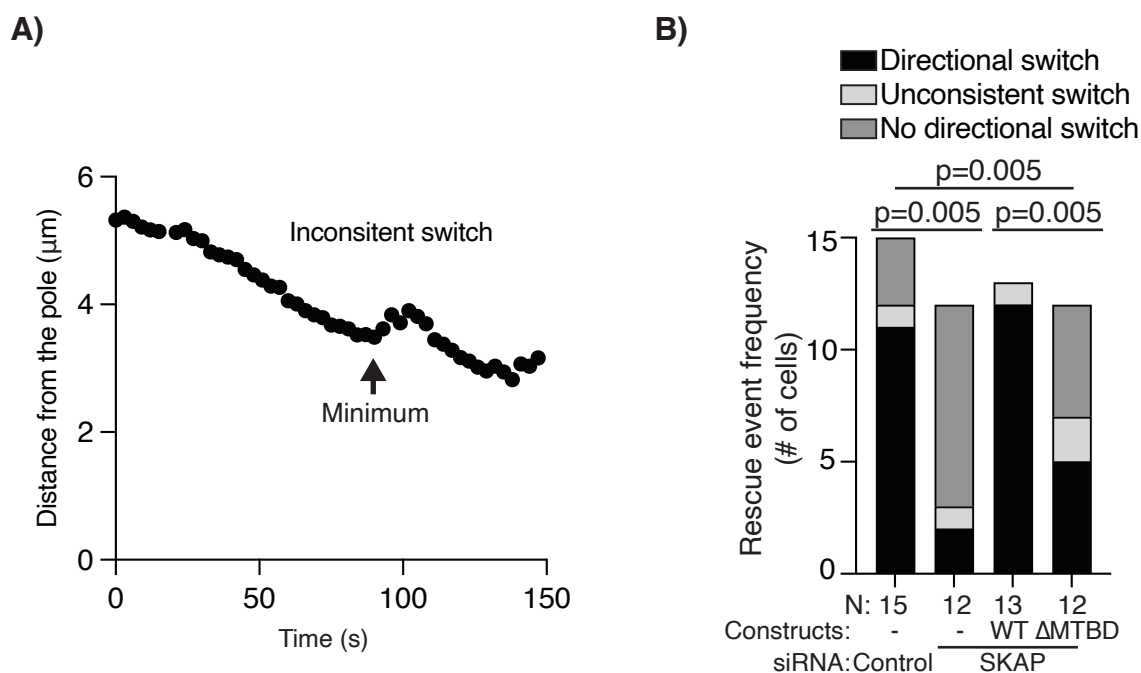 A)
6
4
2
0
0
50
100
150
Distance from the pole (µm)
Time (s)
Inconsitent switch
Minimum
B)
Directional switch
Unconsistent switch
No directional switch
p=0.005
p=0.005 p=0.005
15
10
5
0
Rescue event frequency
(# of cells)
N: 15 12 13 12
Constructs: - - WT ΔMTBD
siRNA: Control SKAP